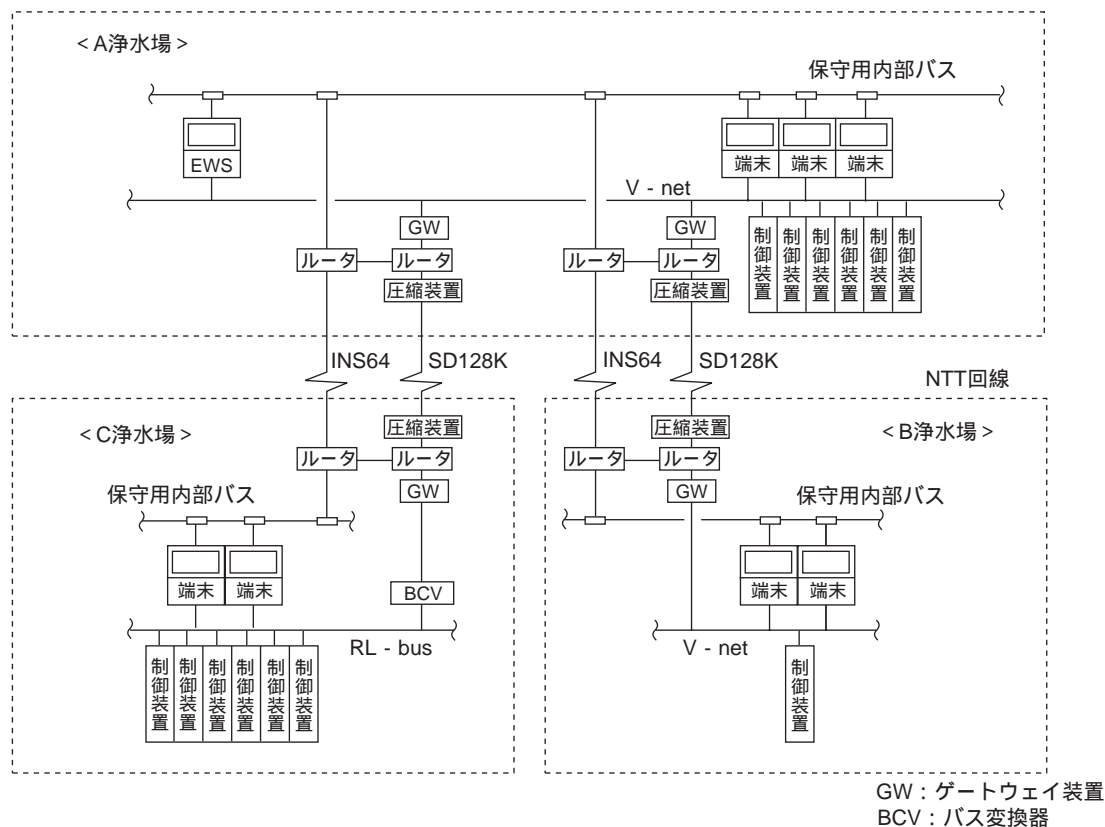 ＜A浄水場＞
保守用内部バス
EWS
端末 端末 端末
V - net
GW GW
制御装置 制御装置 制御装置 制御装置 制御装置 制御装置
ルータ ルータ ルータ ルータ
圧縮装置 圧縮装置
INS64 SD128K INS64 SD128K
NTT回線
＜C浄水場＞
圧縮装置
ルータ ルータ
GW
保守用内部バス
端末 端末
BCV
RL - bus
制御装置 制御装置 制御装置 制御装置 制御装置 制御装置
＜B浄水場＞
圧縮装置
ルータ ルータ
GW
保守用内部バス
端末 端末
V - net
制御装置
GW：ゲートウェイ装置
BCV：バス変換器